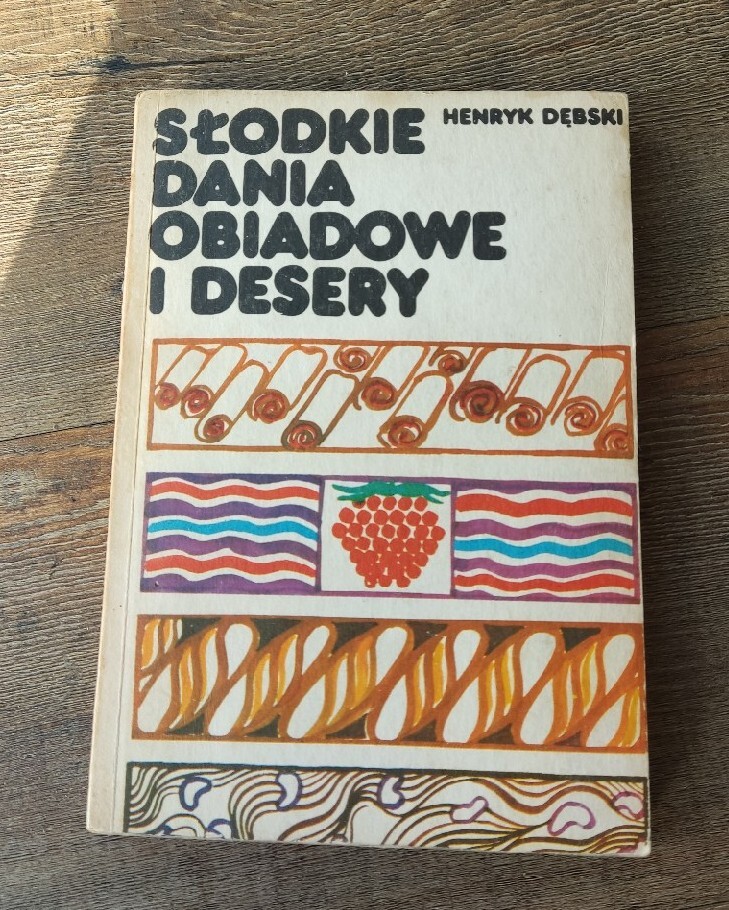 SŁODKIE
DANIA
OBIADOWE
I DESERY
HENRYK DĘBSKI